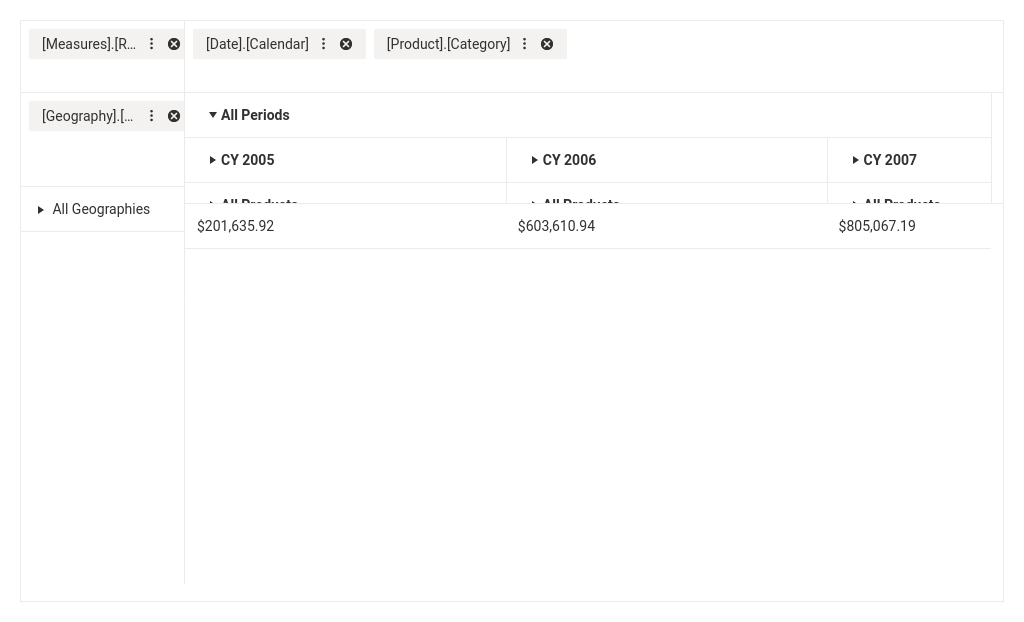 [Measures].[R...
[Date].[Calendar]
[Product].[Category]
[Geography].[...
All Periods
CY 2005
CY 2006
CY 2007
All Products
All Products
All Products
All Geographies
$201,635.92
$603,610.94
$805,067.19